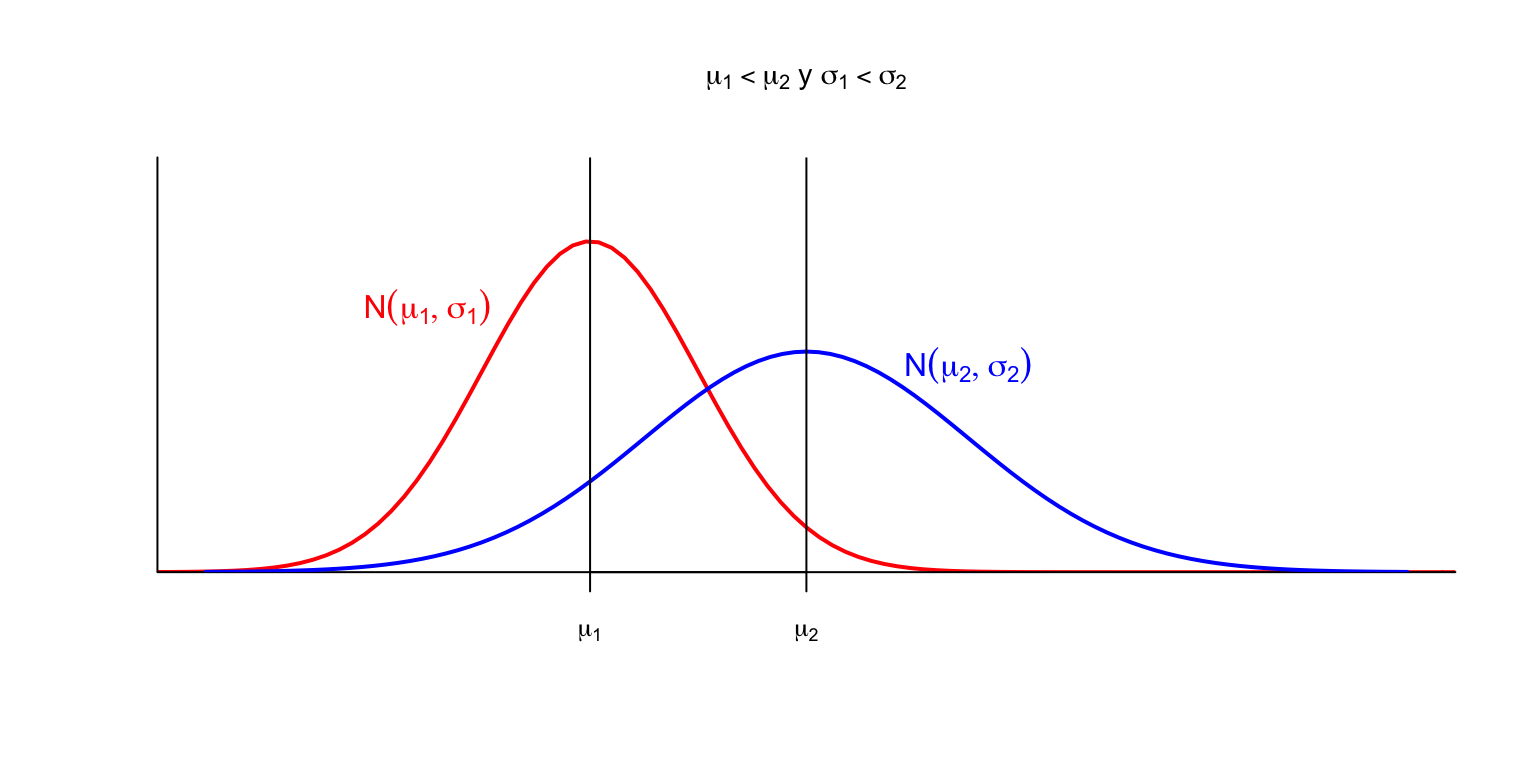 μ₁ < μ₂ y σ₁ < σ₂
N(μ₁, σ₁)
N(μ₂, σ₂)
μ₁
μ₂